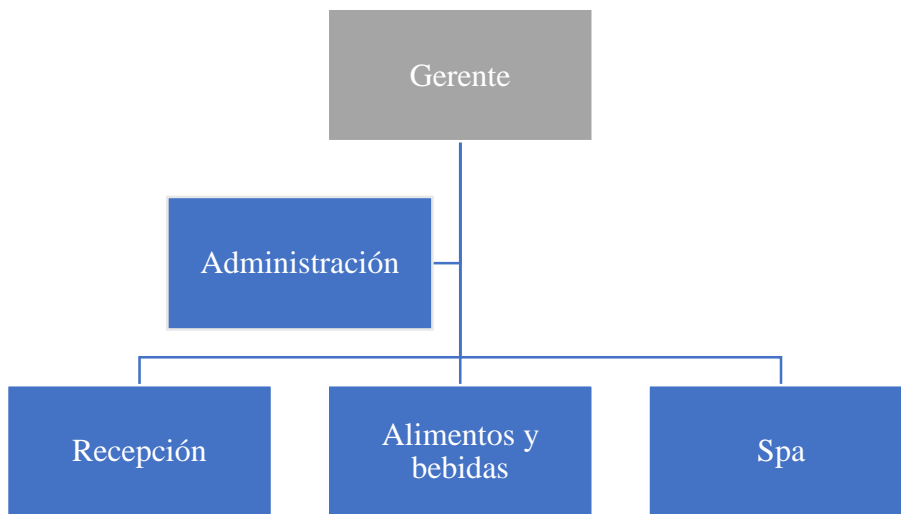 Gerente
Administración
Recepción
Alimentos y
bebidas
Spa